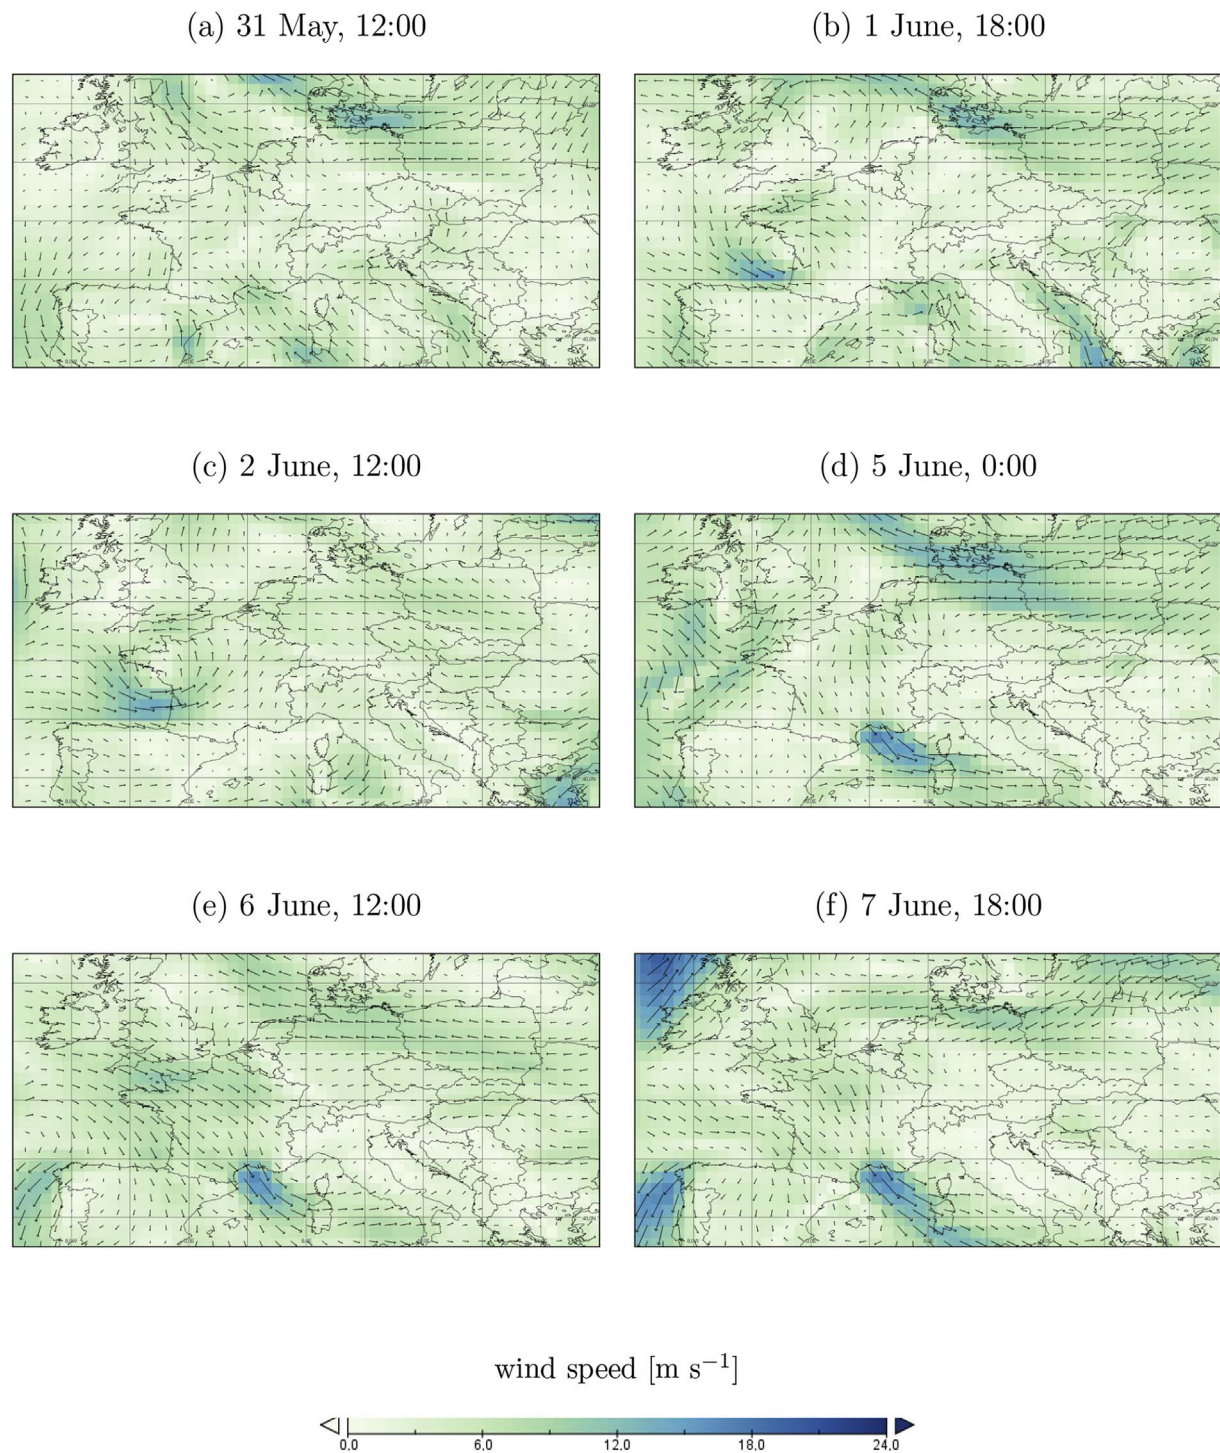 (a) 31 May, 12:00
(b) 1 June, 18:00
(c) 2 June, 12:00
(d) 5 June, 0:00
(e) 6 June, 12:00
(f) 7 June, 18:00
wind speed [m s⁻¹]
0.0 6.0 12.0 18.0 24.0